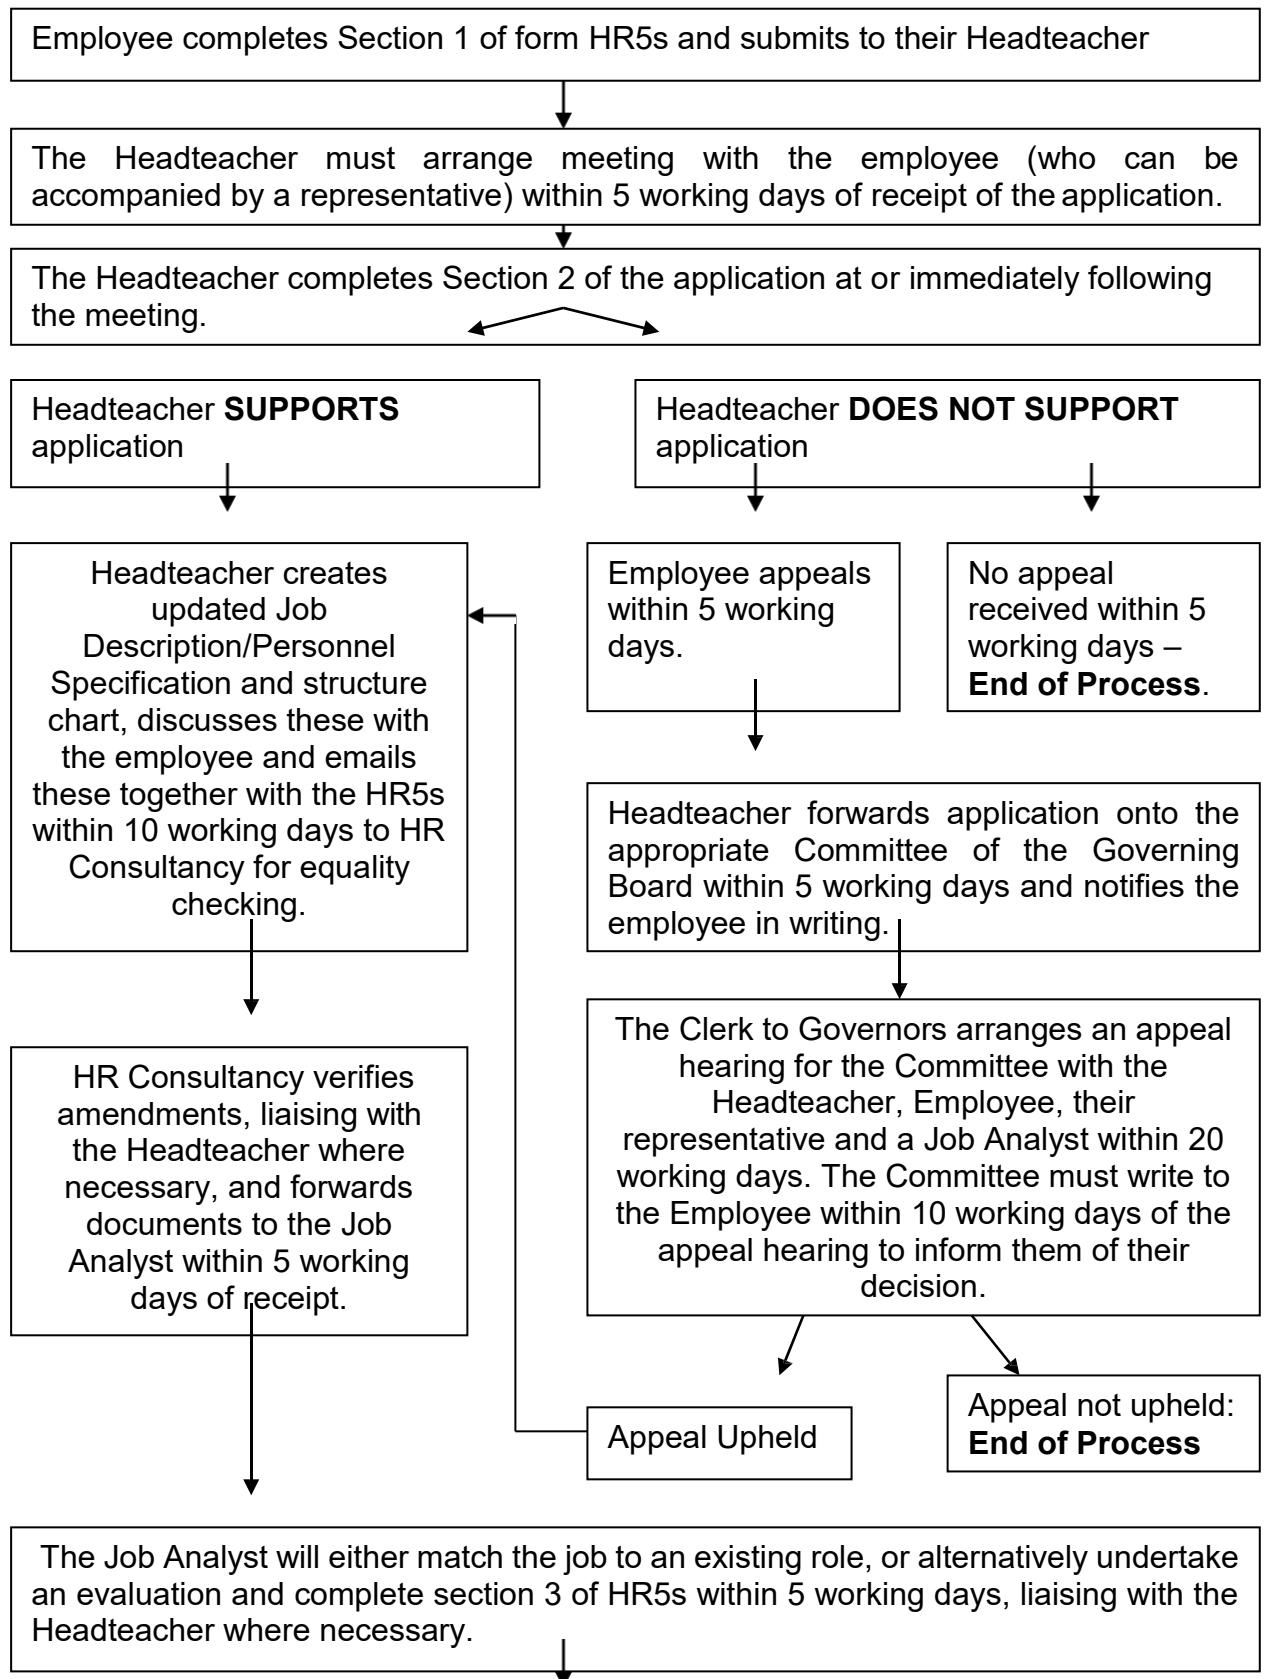 Employee completes Section 1 of form HR5s and submits to their Headteacher
The Headteacher must arrange meeting with the employee (who can be
accompanied by a representative) within 5 working days of receipt of the application.
The Headteacher completes Section 2 of the application at or immediately following
the meeting.
Headteacher SUPPORTS
application
Headteacher DOES NOT SUPPORT
application
Headteacher creates
updated Job
Description/Personnel
Specification and structure
chart, discusses these with
the employee and emails
these together with the HR5s
within 10 working days to HR
Consultancy for equality
checking.
Employee appeals
within 5 working
days.
No appeal
received within 5
working days –
End of Process.
Headteacher forwards application onto the
appropriate Committee of the Governing
Board within 5 working days and notifies the
employee in writing.
The Clerk to Governors arranges an appeal
hearing for the Committee with the
Headteacher, Employee, their
representative and a Job Analyst within 20
working days. The Committee must write to
the Employee within 10 working days of the
appeal hearing to inform them of their
decision.
HR Consultancy verifies
amendments, liaising with
the Headteacher where
necessary, and forwards
documents to the Job
Analyst within 5 working
days of receipt.
Appeal Upheld
Appeal not upheld:
End of Process
The Job Analyst will either match the job to an existing role, or alternatively undertake
an evaluation and complete section 3 of HR5s within 5 working days, liaising with the
Headteacher where necessary.